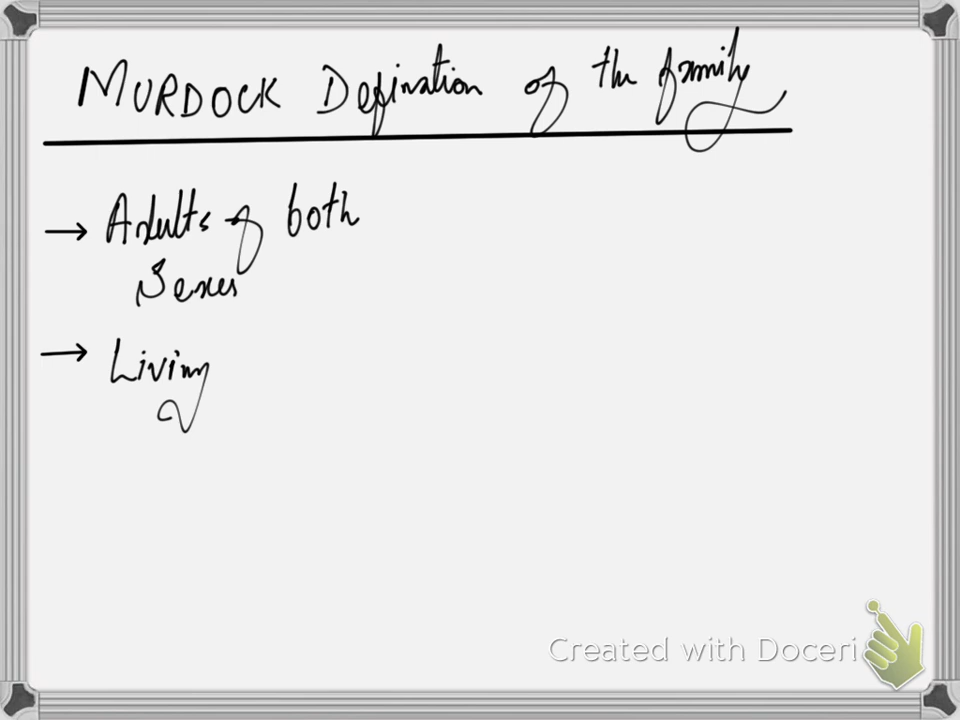 MURDOCK Defination of the family
→ Adults of both
Sexes
→ Living
Created with Doceri